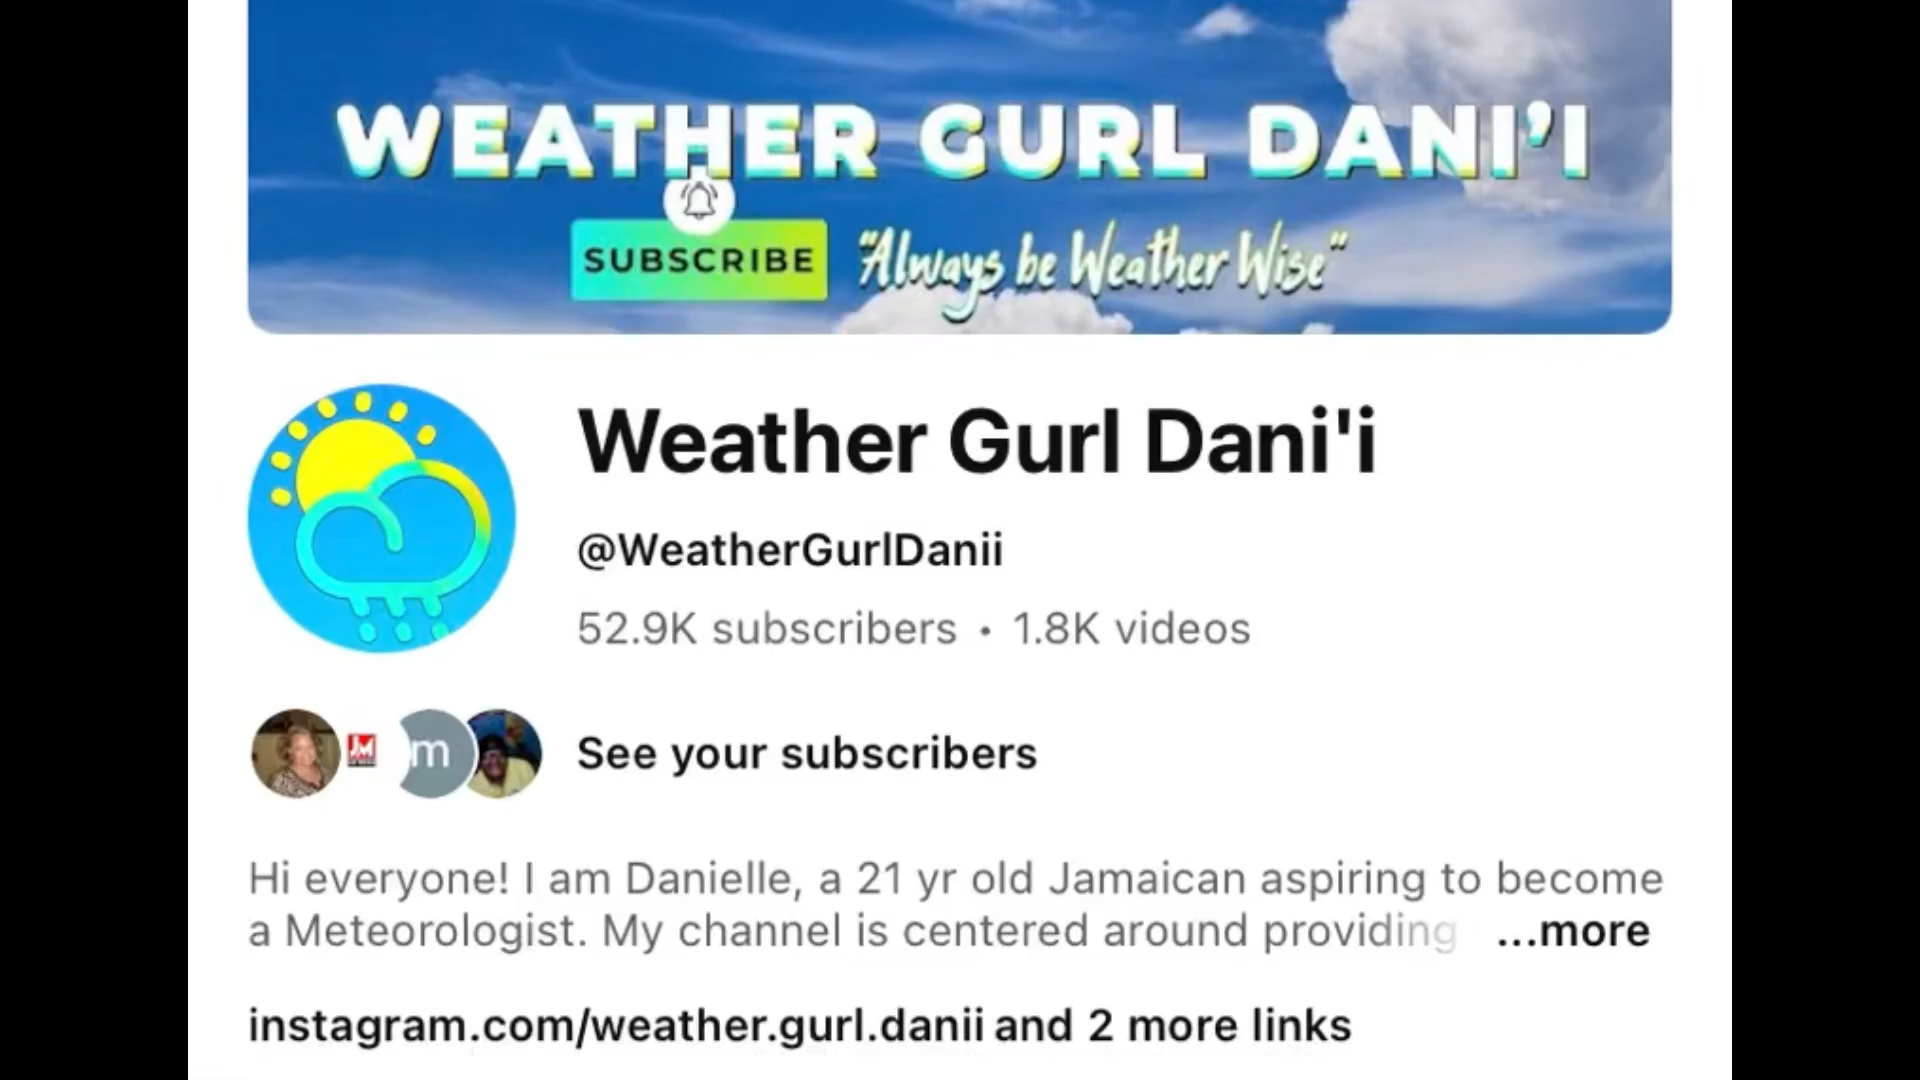 WEATHER GURL DANI'I
SUBSCRIBE "Always be Weather Wise"
Weather Gurl Dani'i
@WeatherGurlDanii
52.9K subscribers • 1.8K videos
JM m See your subscribers
Hi everyone! I am Danielle, a 21 yr old Jamaican aspiring to become
a Meteorologist. My channel is centered around providing ...more
instagram.com/weather.gurl.danii and 2 more links